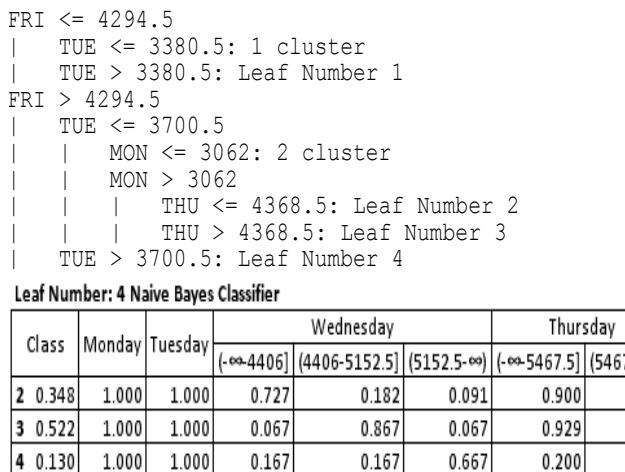 FRI <= 4294.5
|   TUE <= 3380.5: 1 cluster
|   TUE > 3380.5: Leaf Number 1
FRI > 4294.5
|   TUE <= 3700.5
|   |   MON <= 3062: 2 cluster
|   |   MON > 3062
|   |   |   THU <= 4368.5: Leaf Number 2
|   |   |   THU > 4368.5: Leaf Number 3
|   TUE > 3700.5: Leaf Number 4
Leaf Number: 4 Naive Bayes Classifier
Class Monday Tuesday Wednesday Thursday
(-∞-4406] (4406-5152.5] (5152.5-∞) (-∞-5467.5] (5467
2 0.348 1.000 1.000 0.727 0.182 0.091 0.900
3 0.522 1.000 1.000 0.067 0.867 0.067 0.929
4 0.130 1.000 1.000 0.167 0.167 0.667 0.200